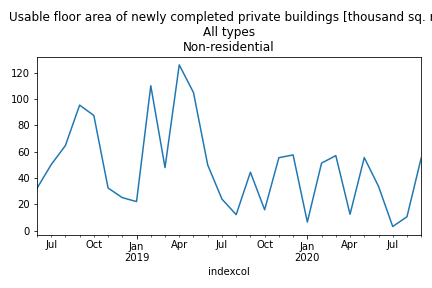 Usable floor area of newly completed private buildings [thousand sq.
All types
Non-residential
120
100
80
60
40
20
0
Jul Oct Jan Apr Jul Oct Jan Apr Jul
2019 2020
indexcol